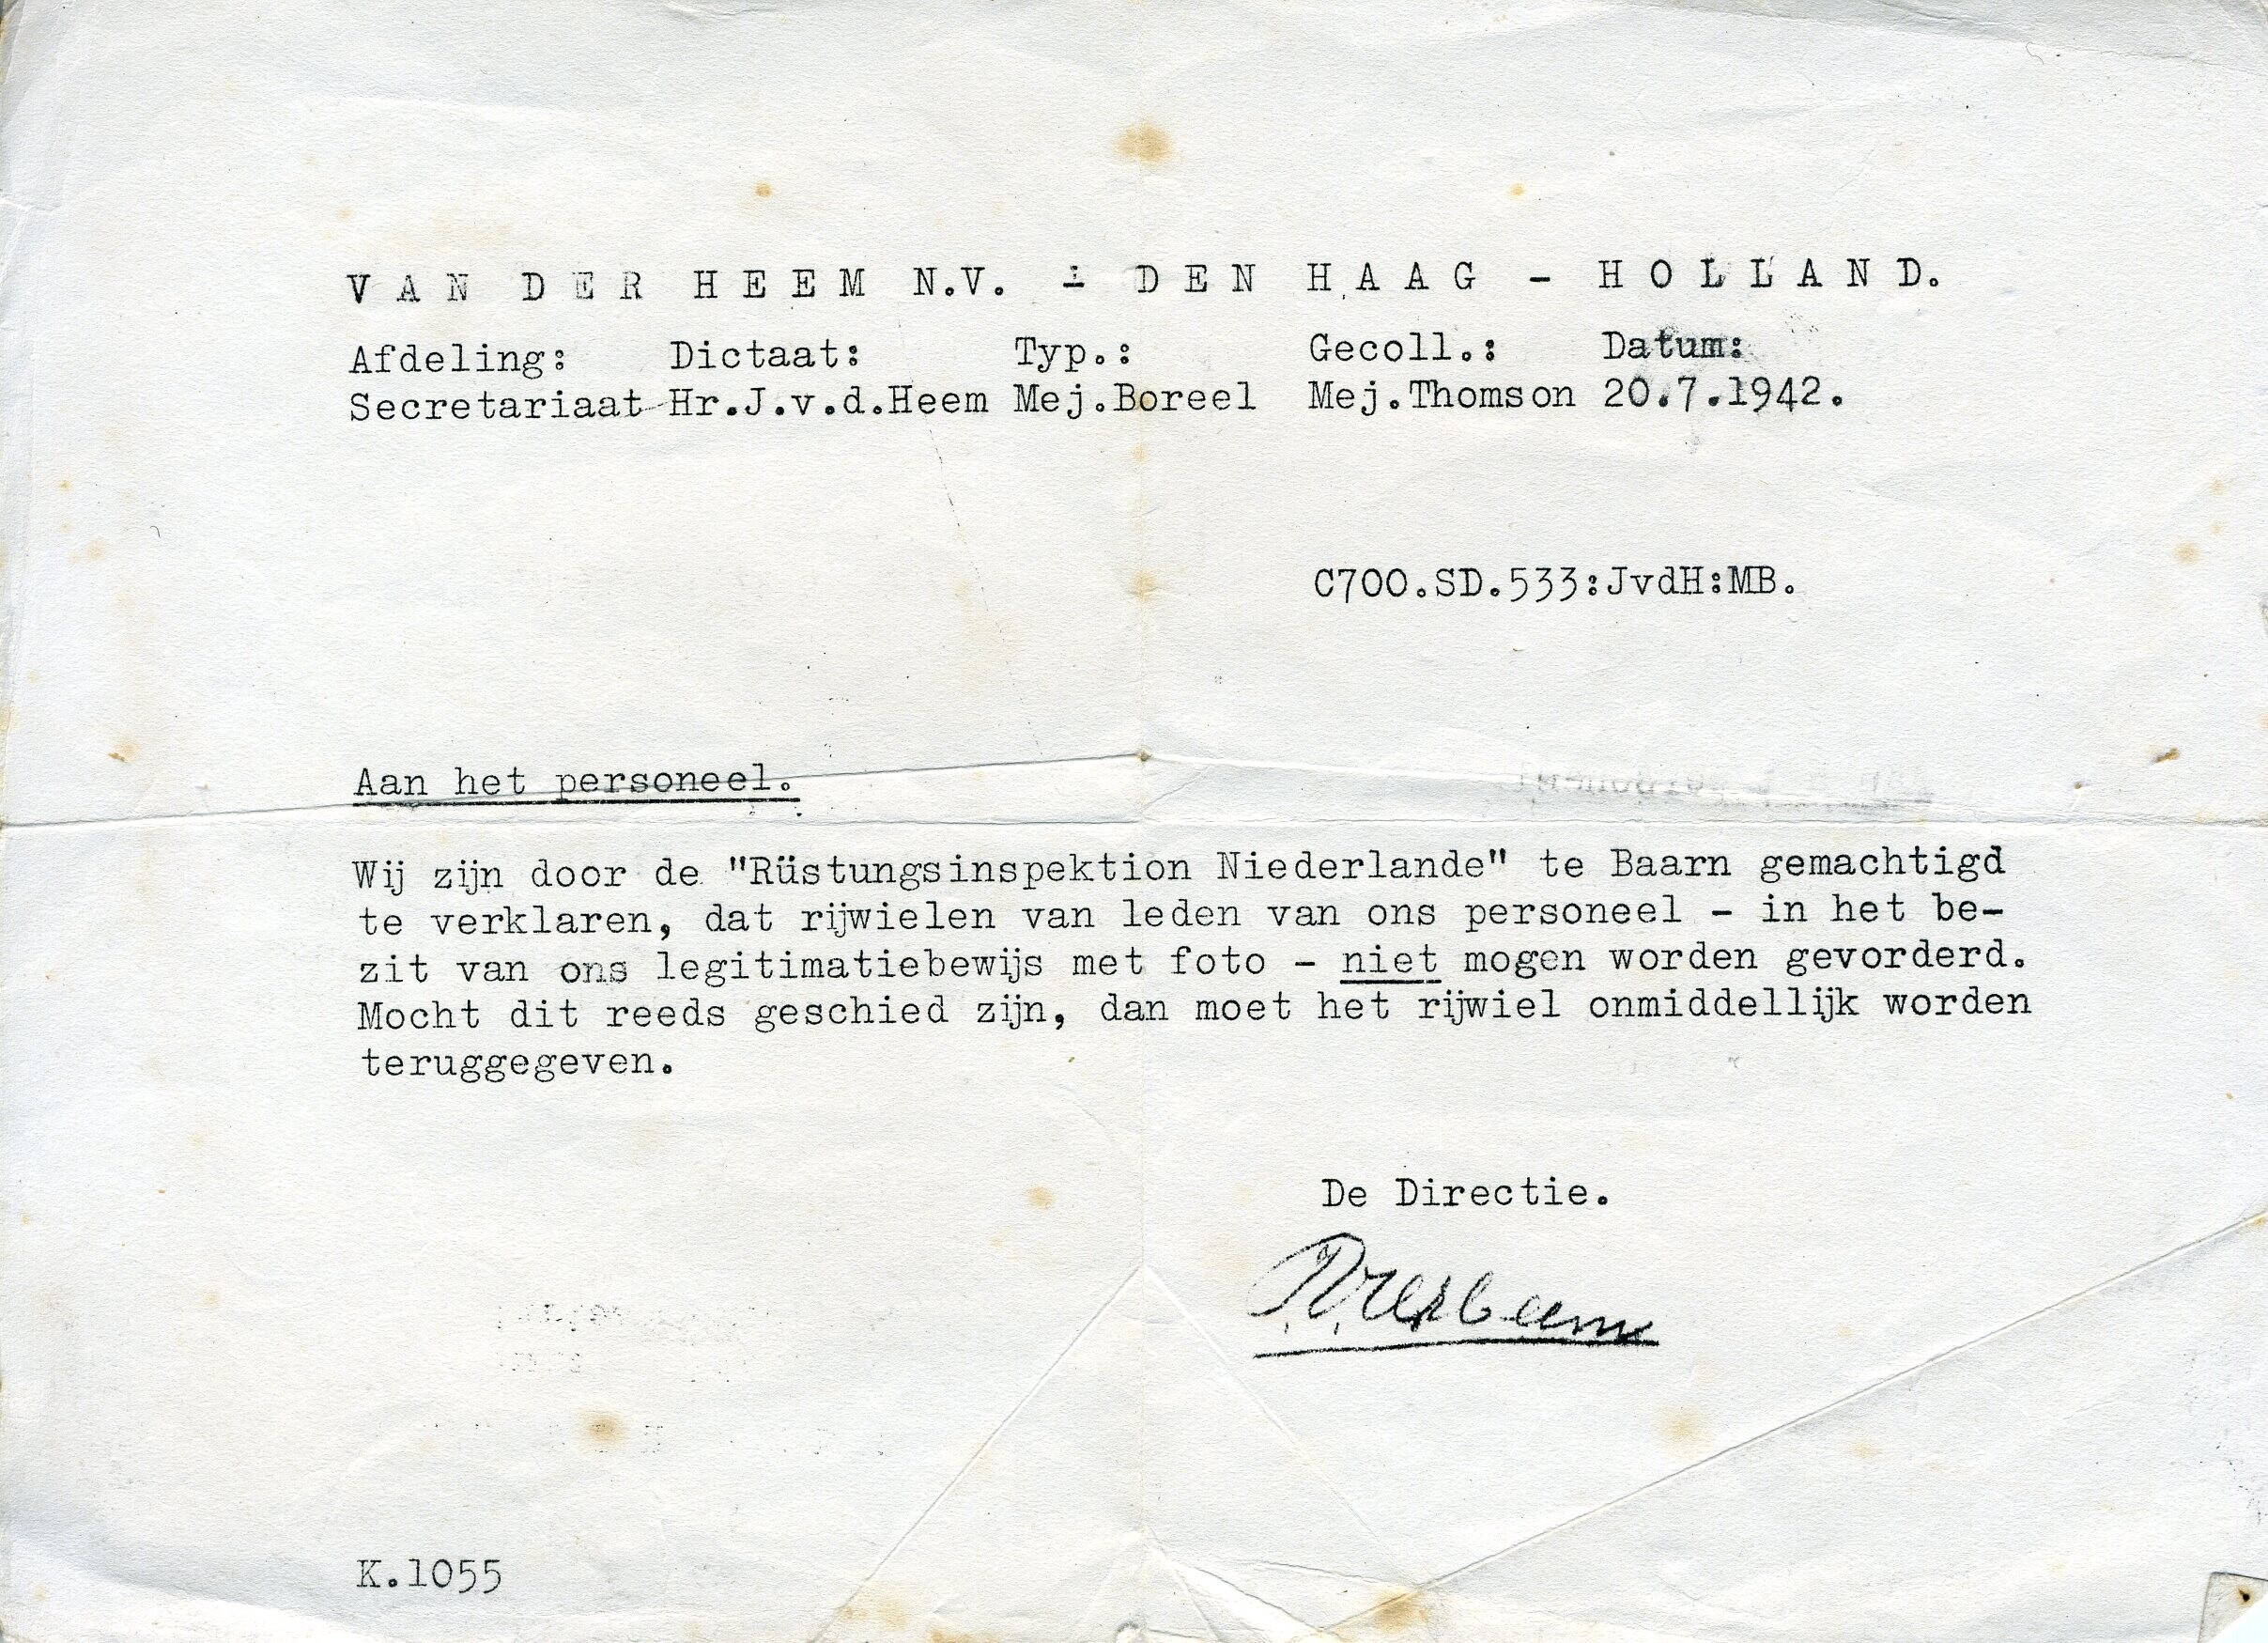 VAN DER HEEM N.V. - DEN HAAG - HOLLAND.
Afdeling: Dictaat: Typ.: Gecoll.: Datum:
Secretariaat Hr.J.v.d.Heem Mej.Boreel Mej.Thomson 20.7.1942.
C700.SD.533:JvdH:MB.
Aan het personeel.
Wij zijn door de "Rüstungsinspektion Niederlande" te Baarn gemachtigd
te verklaren, dat rijwielen van leden van ons personeel - in het be-
zit van ons legitimatiebewijs met foto - niet mogen worden gevorderd.
Mocht dit reeds geschied zijn, dan moet het rijwiel onmiddellijk worden
teruggegeven.
De Directie.
K.1055